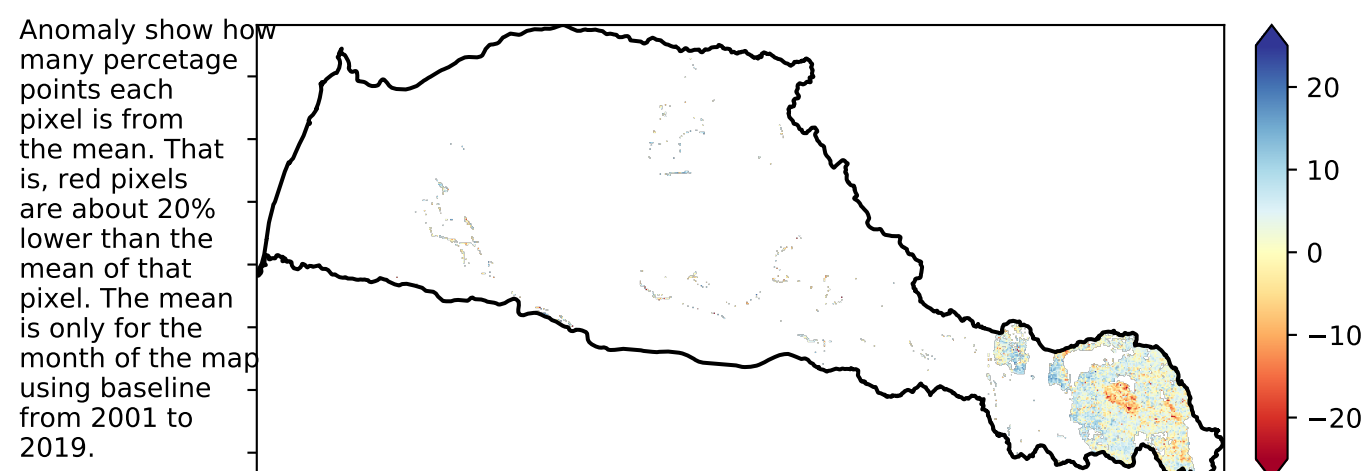 Anomaly show how
many percetage
points each
pixel is from
the mean. That
is, red pixels
are about 20%
lower than the
mean of that
pixel. The mean
is only for the
month of the map
using baseline
from 2001 to
2019.
20
10
0
−10
−20